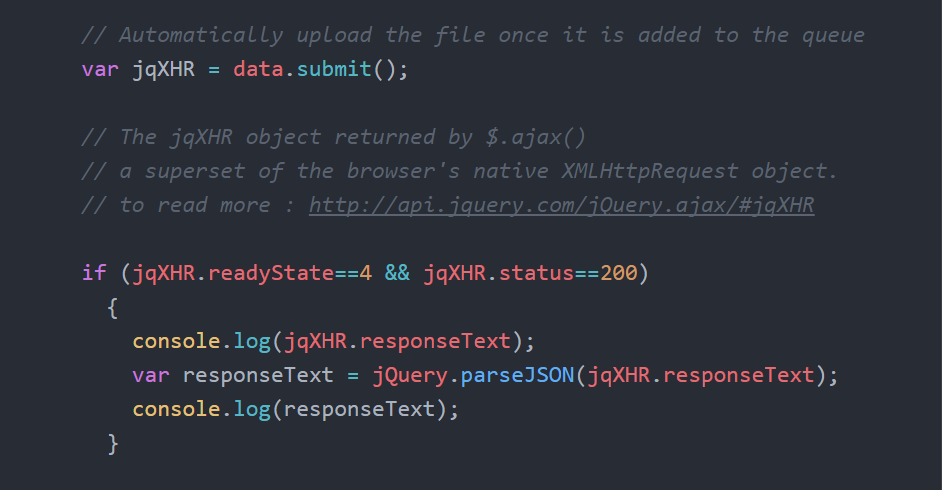 // Automatically upload the file once it is added to the queue
var jqXHR = data.submit();
// The jqXHR object returned by $.ajax()
// a superset of the browser's native XMLHttpRequest object.
// to read more : http://api.jquery.com/jQuery.ajax/#jqXHR
if (jqXHR.readyState==4 && jqXHR.status==200)
{
console.log(jqXHR.responseText);
var responseText = jQuery.parseJSON(jqXHR.responseText);
console.log(responseText);
}